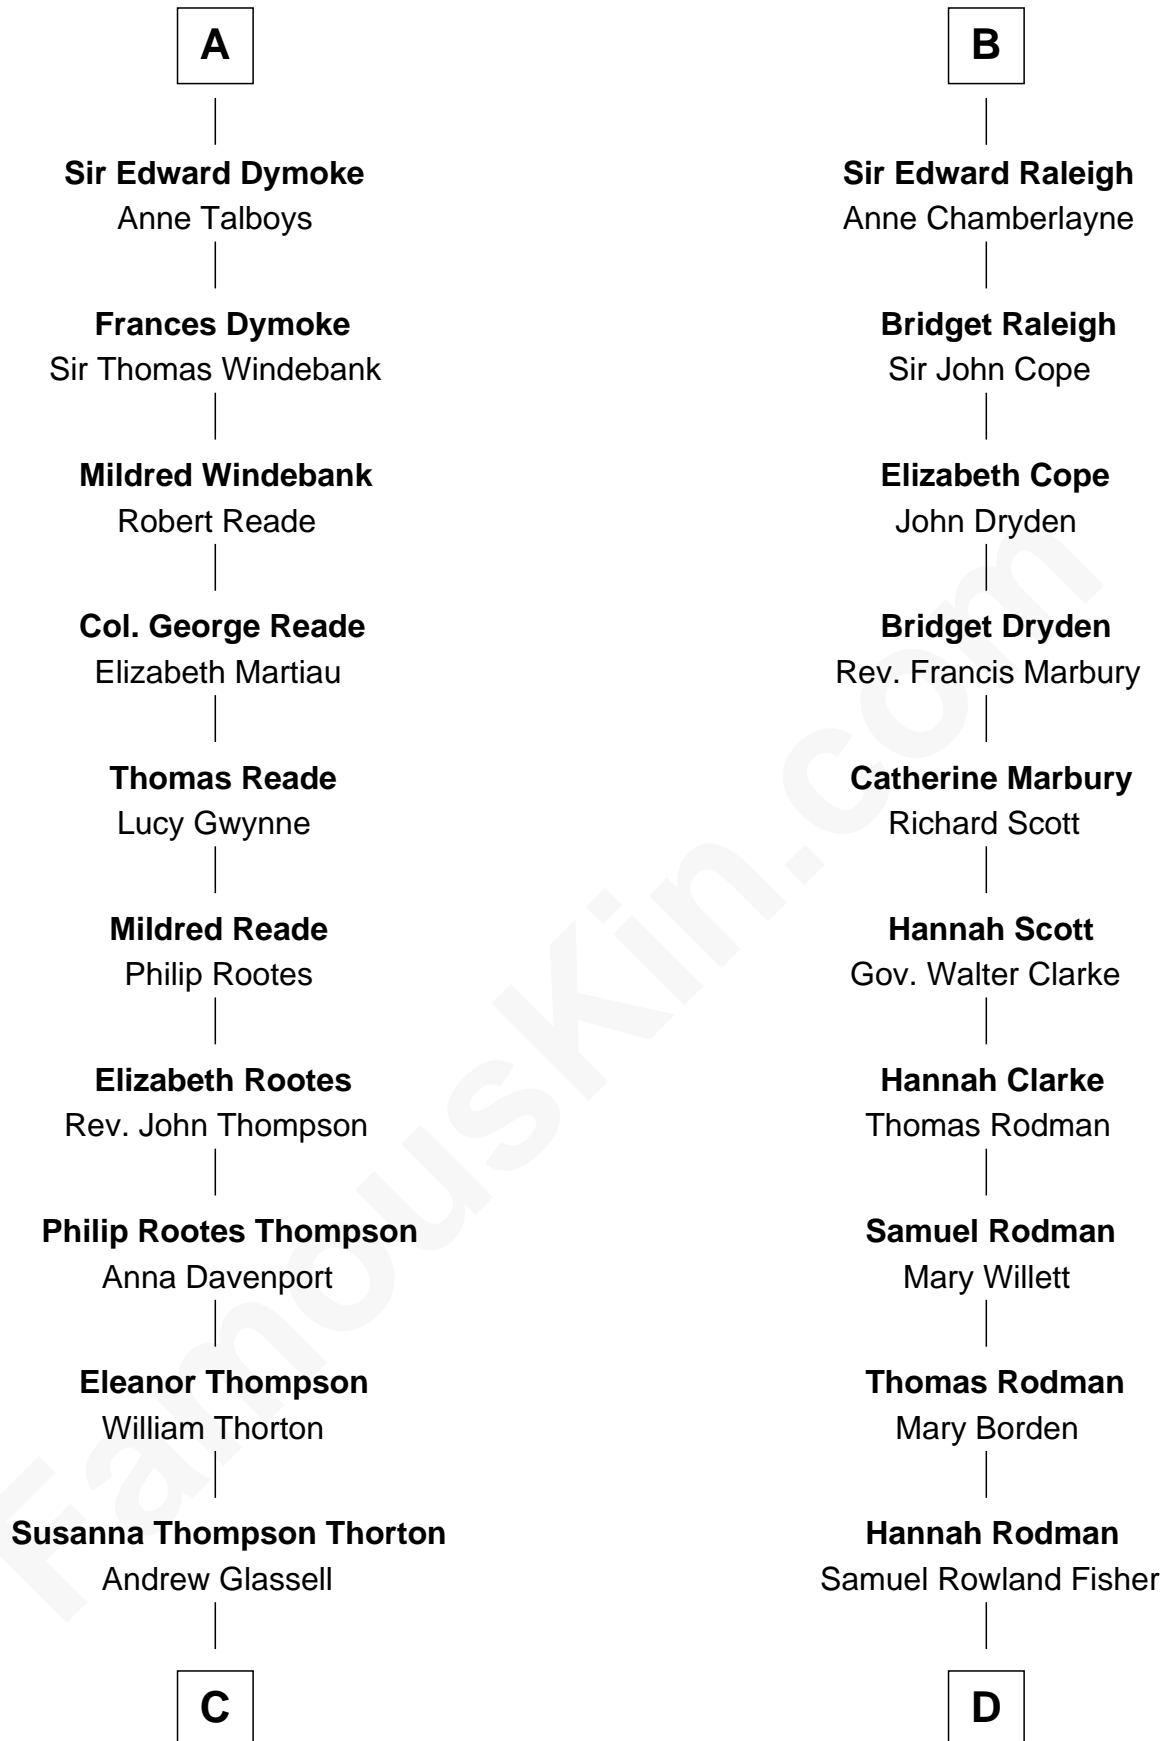 A
Sir Edward Dymoke
Anne Talboys
Frances Dymoke
Sir Thomas Windebank
Mildred Windebank
Robert Reade
Col. George Reade
Elizabeth Martiau
Thomas Reade
Lucy Gwynne
Mildred Reade
Philip Rootes
Elizabeth Rootes
Rev. John Thompson
Philip Rootes Thompson
Anna Davenport
Eleanor Thompson
William Thorton
Susanna Thompson Thorton
Andrew Glassell
C
B
Sir Edward Raleigh
Anne Chamberlayne
Bridget Raleigh
Sir John Cope
Elizabeth Cope
John Dryden
Bridget Dryden
Rev. Francis Marbury
Catherine Marbury
Richard Scott
Hannah Scott
Gov. Walter Clarke
Hannah Clarke
Thomas Rodman
Samuel Rodman
Mary Willett
Thomas Rodman
Mary Borden
Hannah Rodman
Samuel Rowland Fisher
D
FamousKin.com